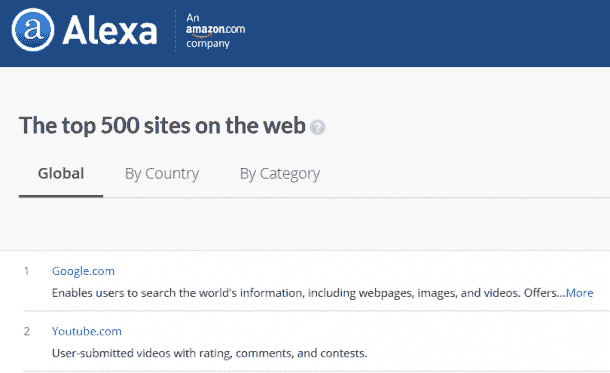 a Alexa
An
amazon.com
company
The top 500 sites on the web ?
Global By Country By Category
1 Google.com
Enables users to search the world's information, including webpages, images, and videos. Offers...More
2 Youtube.com
User-submitted videos with rating, comments, and contests.